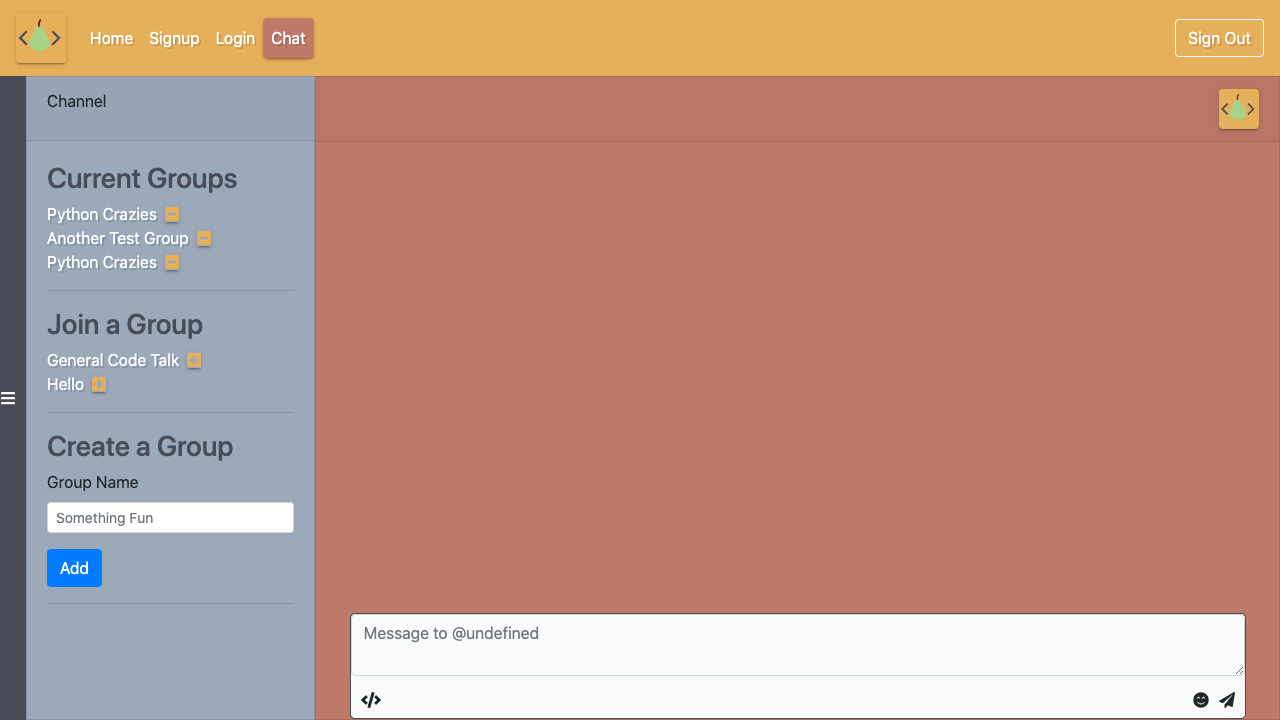 Home Signup Login Chat Sign Out
Channel
Current Groups
Python Crazies
Another Test Group
Python Crazies
Join a Group
General Code Talk
Hello
Create a Group
Group Name
Something Fun
Add
Message to @undefined